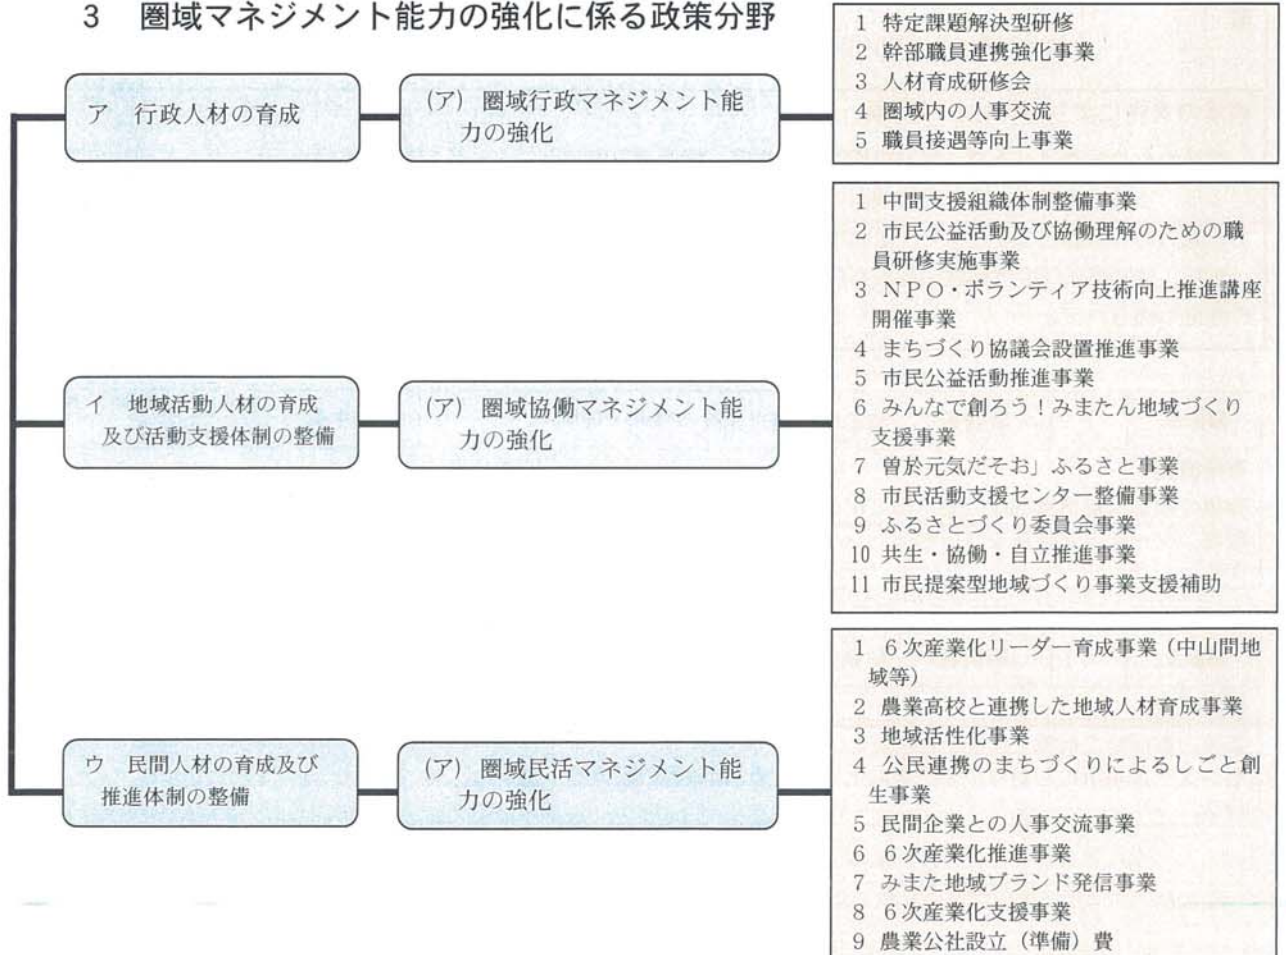 3 圏域マネジメント能力の強化に係る政策分野
ア 行政人材の育成
(ア) 圏域行政マネジメント能
力の強化
1 特定課題解決型研修
2 幹部職員連携強化事業
3 人材育成研修会
4 圏域内の人事交流
5 職員接遇等向上事業
イ 地域活動人材の育成
及び活動支援体制の整備
(ア) 圏域協働マネジメント能
力の強化
1 中間支援組織体制整備事業
2 市民公益活動及び協働理解のための職
員研修実施事業
3 NPO・ボランティア技術向上推進講座
開催事業
4 まちづくり協議会設置推進事業
5 市民公益活動推進事業
6 みんなで創ろう！みまたん地域づくり
支援事業
7 曽於元気だそお」ふるさと事業
8 市民活動支援センター整備事業
9 ふるさとづくり委員会事業
10 共生・協働・自立推進事業
11 市民提案型地域づくり事業支援補助
ウ 民間人材の育成及び
推進体制の整備
(ア) 圏域民活マネジメント能
力の強化
1 6次産業化リーダー育成事業（中山間地
域等）
2 農業高校と連携した地域人材育成事業
3 地域活性化事業
4 公民連携のまちづくりによるしごと創
生事業
5 民間企業との人事交流事業
6 6次産業化推進事業
7 みまた地域ブランド発信事業
8 6次産業化支援事業
9 農業公社設立（準備）費